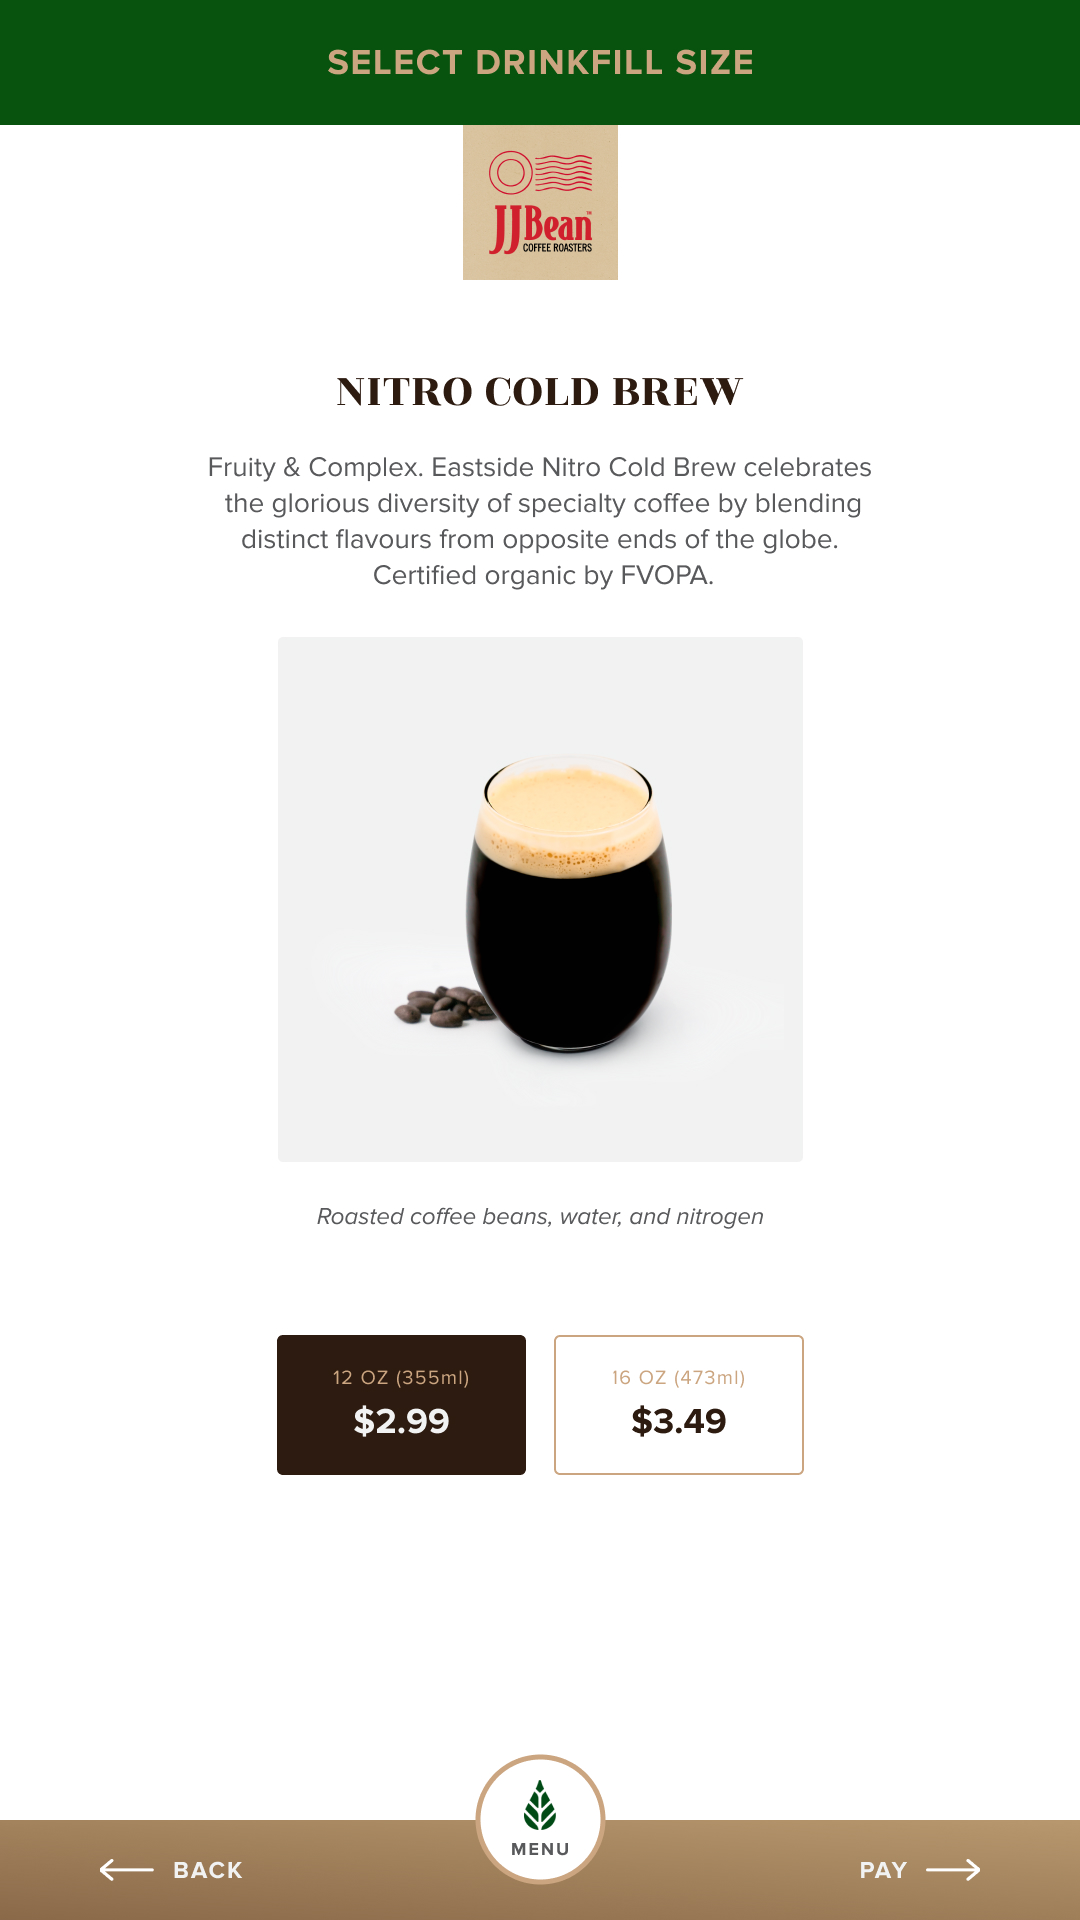 SELECT DRINKFILL SIZE
JJBean™
COFFEE ROASTERS
NITRO COLD BREW
Fruity & Complex. Eastside Nitro Cold Brew celebrates
the glorious diversity of specialty coffee by blending
distinct flavours from opposite ends of the globe.
Certified organic by FVOPA.
Roasted coffee beans, water, and nitrogen
12 OZ (355ml)
$2.99
16 OZ (473ml)
$3.49
BACK
MENU
PAY